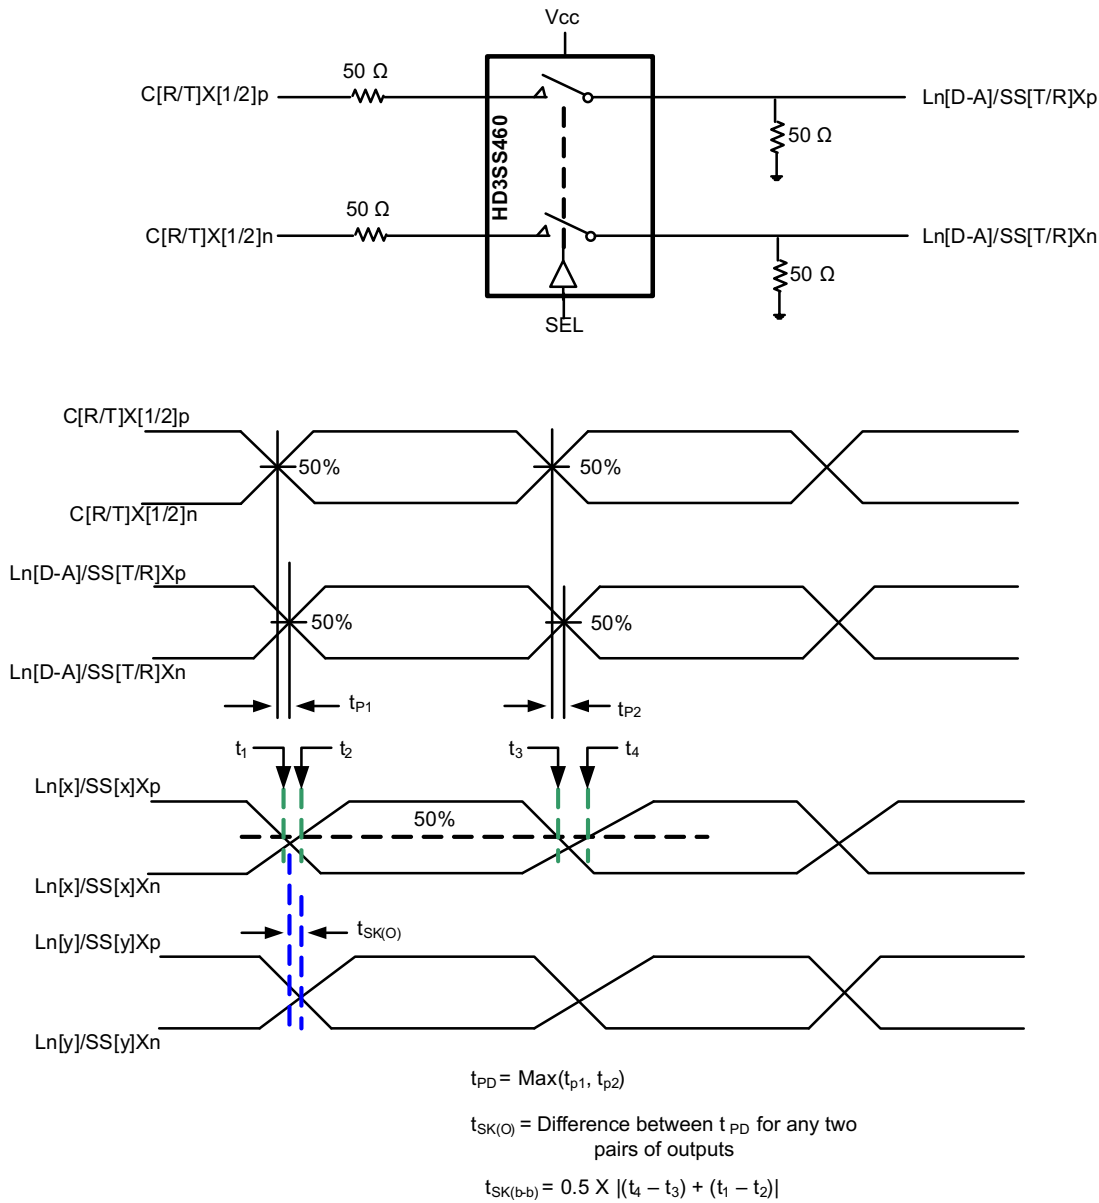 Vcc
50 Ω
C[R/T]X[1/2]p
Ln[D-A]/SS[T/R]Xp
50 Ω
HD3SS460
50 Ω
C[R/T]X[1/2]n
Ln[D-A]/SS[T/R]Xn
50 Ω
SEL
C[R/T]X[1/2]p
50%
50%
C[R/T]X[1/2]n
Ln[D-A]/SS[T/R]Xp
50%
50%
Ln[D-A]/SS[T/R]Xn
tP1
tP2
t1
t2
t3
t4
Ln[x]/SS[x]Xp
50%
Ln[x]/SS[x]Xn
tSK(O)
Ln[y]/SS[y]Xp
Ln[y]/SS[y]Xn
tPD = Max(tp1, tp2)
tSK(O) = Difference between t PD for any two
pairs of outputs
tSK(b-b) = 0.5 X |(t4 – t3) + (t1 – t2)|